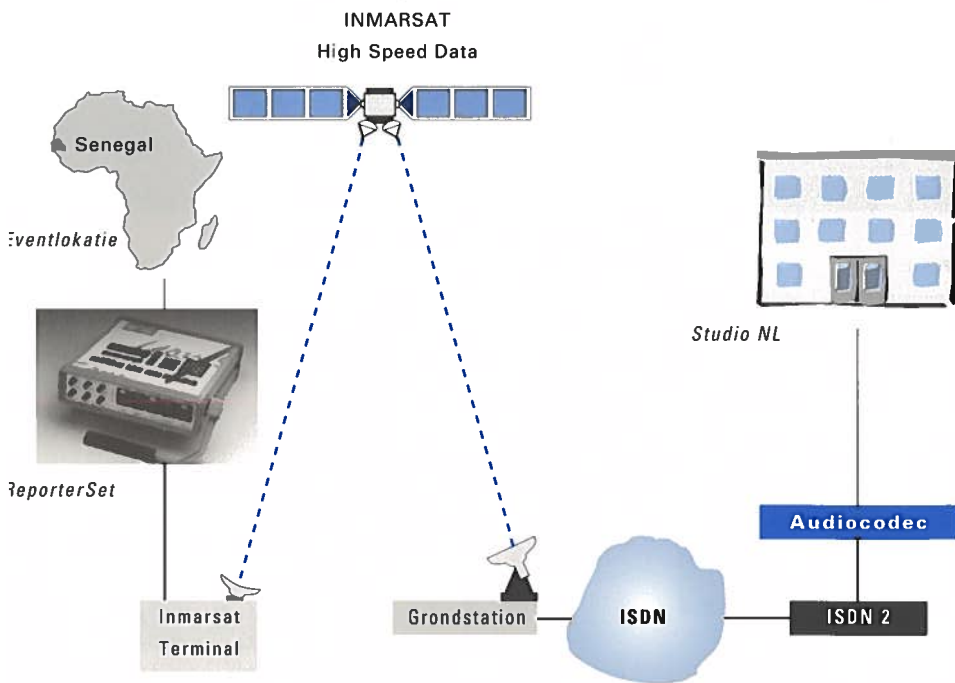 INMARSAT
High Speed Data
Senegal
Eventlokatie
Studio NL
ReporterSet
Audiocodec
Inmarsat
Terminal
Grondstation
ISDN
ISDN 2